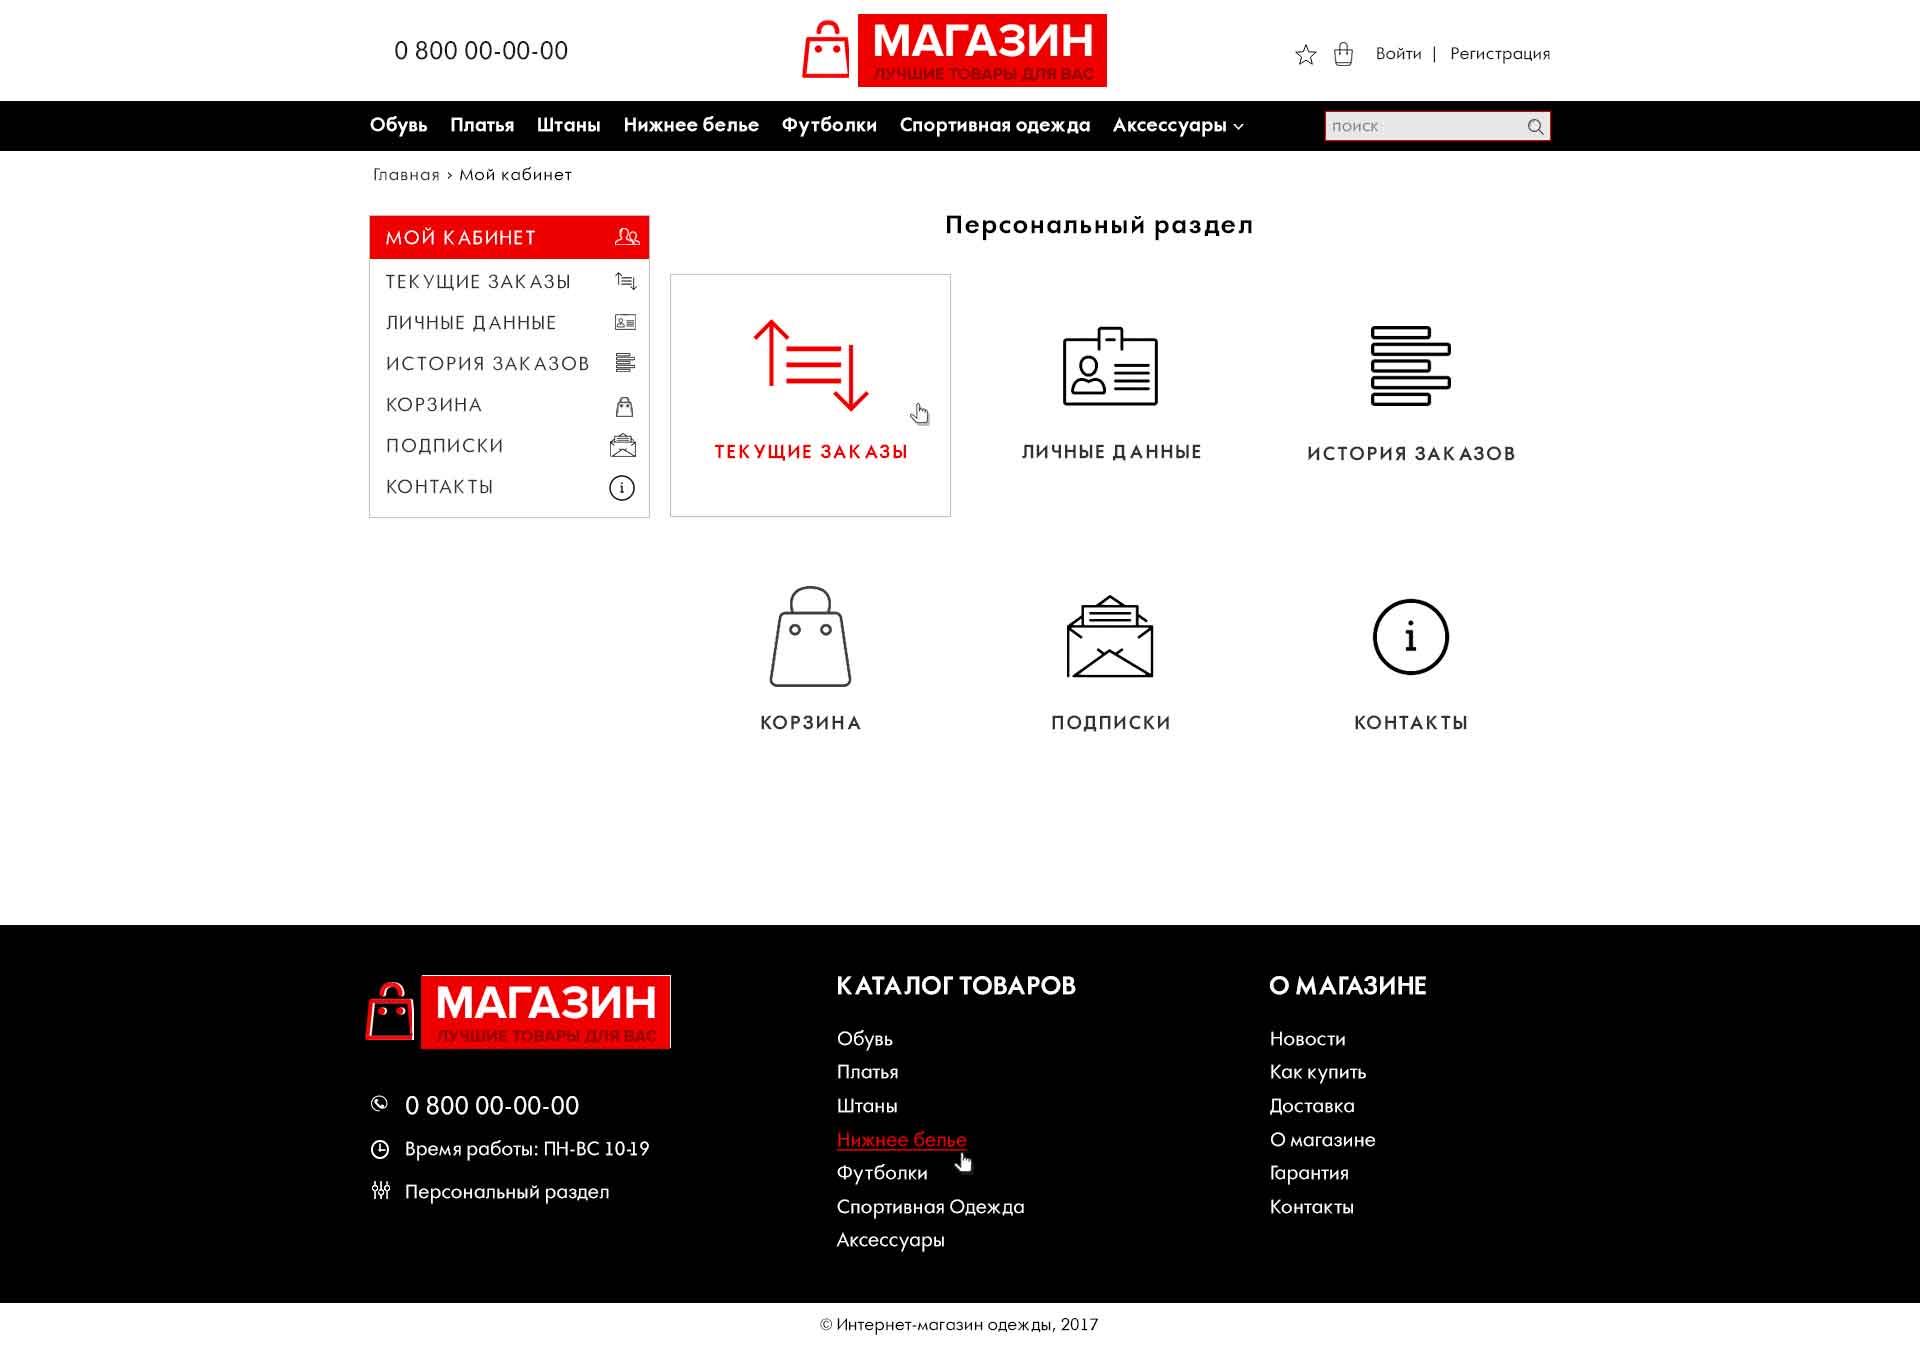 0 800 00-00-00
МАГАЗИН
ЛУЧШИЕ ТОВАРЫ ДЛЯ ВАС
Войти | Регистрация
Обувь Платья Штаны Нижнее белье Футболки Спортивная одежда Аксессуары
поиск
Главная › Мой кабинет
МОЙ КАБИНЕТ
ТЕКУЩИЕ ЗАКАЗЫ
ЛИЧНЫЕ ДАННЫЕ
ИСТОРИЯ ЗАКАЗОВ
КОРЗИНА
ПОДПИСКИ
КОНТАКТЫ
Персональный раздел
ТЕКУЩИЕ ЗАКАЗЫ
ЛИЧНЫЕ ДАННЫЕ
ИСТОРИЯ ЗАКАЗОВ
КОРЗИНА
ПОДПИСКИ
КОНТАКТЫ
МАГАЗИН
ЛУЧШИЕ ТОВАРЫ ДЛЯ ВАС
0 800 00-00-00
Время работы: ПН-ВС 10-19
Персональный раздел
КАТАЛОГ ТОВАРОВ
Обувь
Платья
Штаны
Нижнее белье
Футболки
Спортивная Одежда
Аксессуары
О МАГАЗИНЕ
Новости
Как купить
Доставка
О магазине
Гарантия
Контакты
© Интернет-магазин одежды, 2017